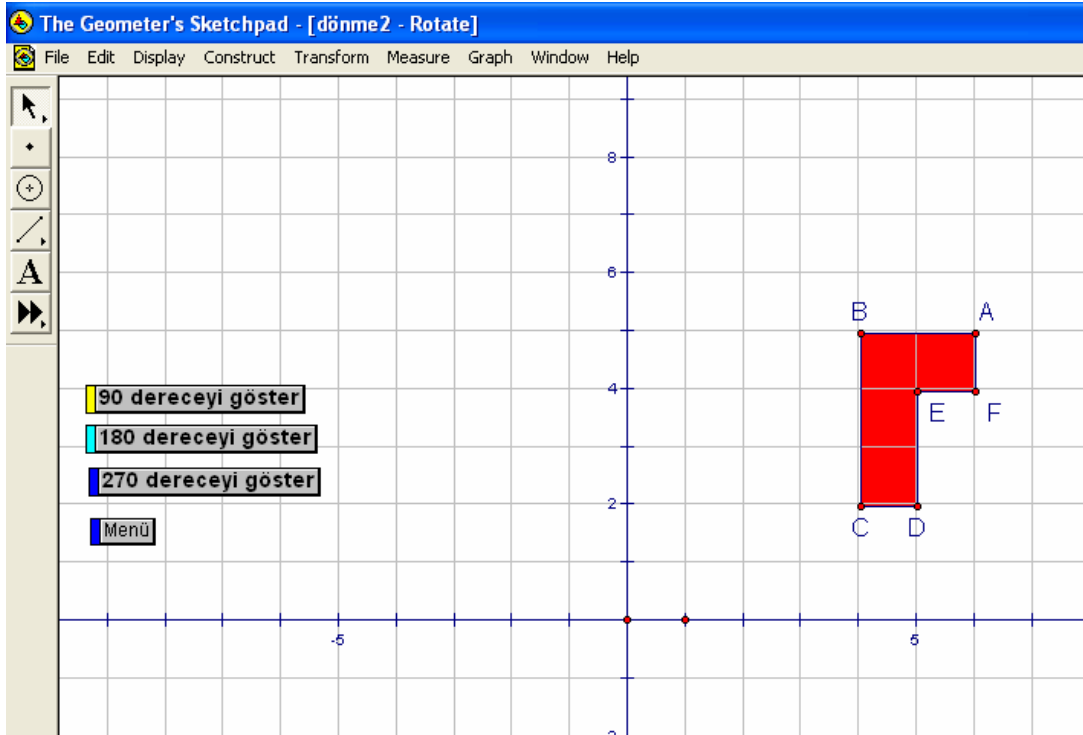 The Geometer's Sketchpad - [dönme2 - Rotate]
File Edit Display Construct Transform Measure Graph Window Help
A
8
6
B A
4
90 dereceyi göster
E F
180 dereceyi göster
270 dereceyi göster
2
Menü
C D
-5 5